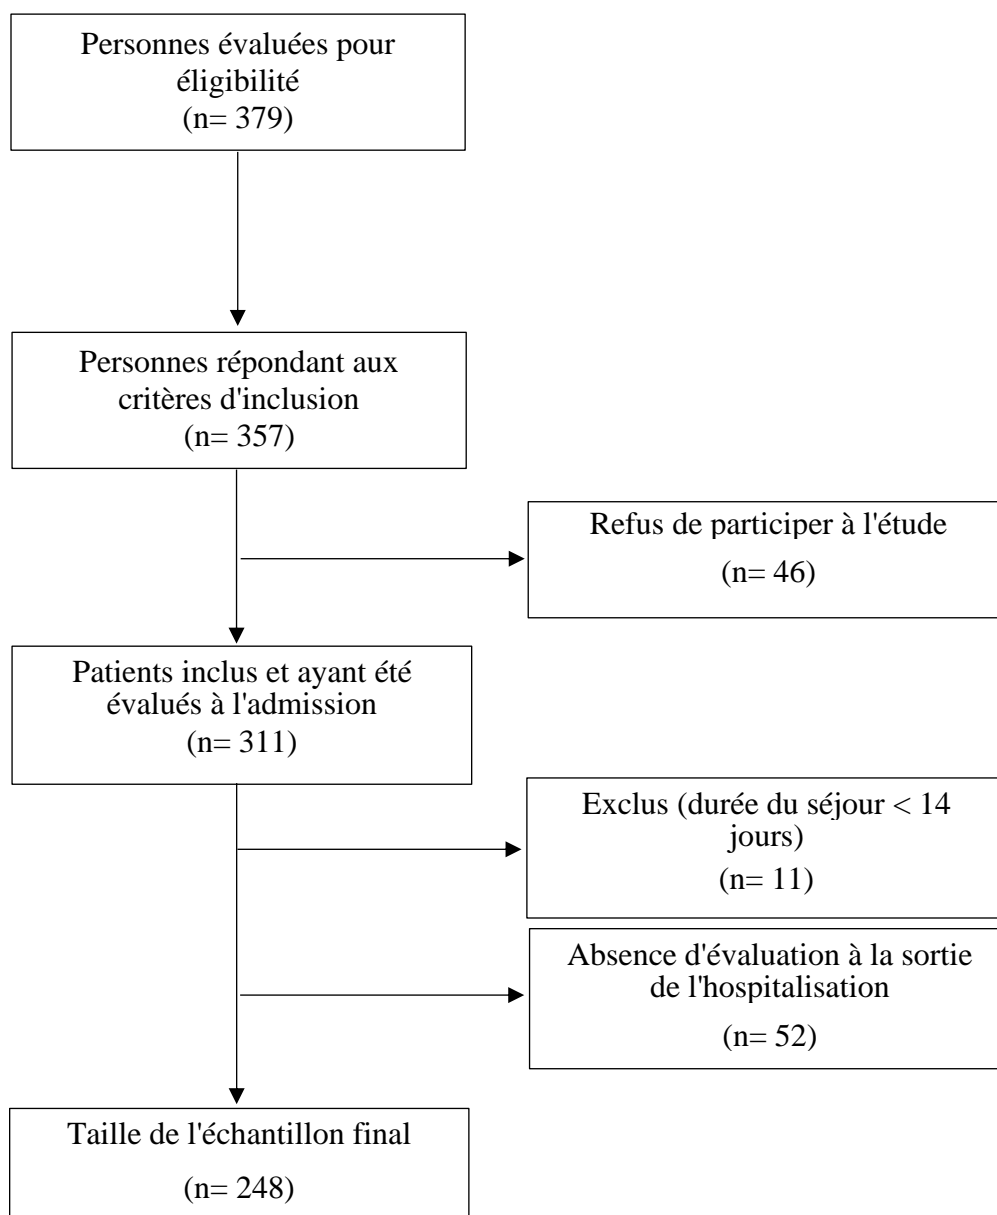 Personnes évaluées pour
éligibilité
(n= 379)
Personnes répondant aux
critères d'inclusion
(n= 357)
Refus de participer à l'étude
(n= 46)
Patients inclus et ayant été
évalués à l'admission
(n= 311)
Exclus (durée du séjour < 14
jours)
(n= 11)
Absence d'évaluation à la sortie
de l'hospitalisation
(n= 52)
Taille de l'échantillon final
(n= 248)